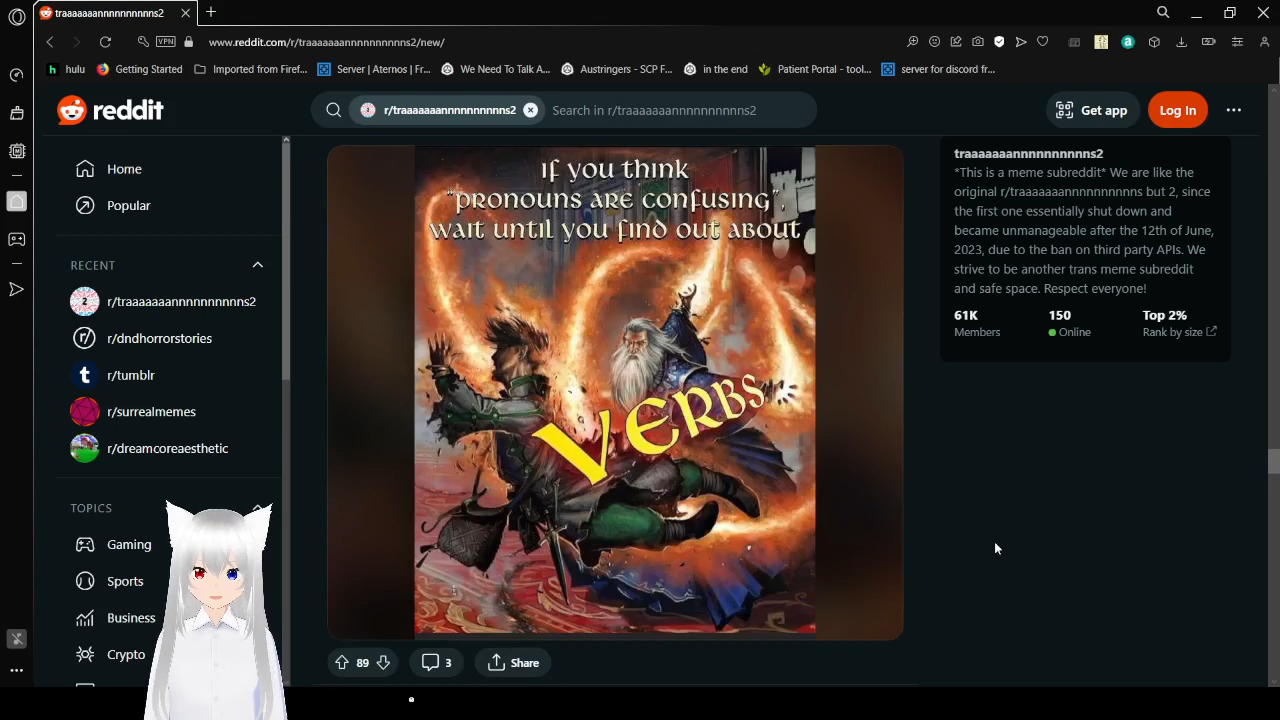 traaaaaaannnnnnnnnns2
VPN
www.reddit.com/r/traaaaaaannnnnnnnnns2/new/
hulu
Getting Started
Imported from Firef...
Server | Aternos | Fr...
We Need To Talk A...
Austringers - SCP F...
in the end
Patient Portal - tool...
server for discord fr...
reddit
r/traaaaaaannnnnnnnnns2
Search in r/traaaaaaannnnnnnnnns2
Get app
Log In
Home
Popular
RECENT
r/traaaaaaannnnnnnnnns2
r/dndhorrorstories
r/tumblr
r/surrealmemes
r/dreamcoreaesthetic
TOPICS
Gaming
Sports
Business
Crypto
if you think
"pronouns are confusing",
wait until you find out about
VERBS
89
3
Share
traaaaaaannnnnnnnnns2
*This is a meme subreddit* We are like the
original r/traaaaaaannnnnnnnnns but 2, since
the first one essentially shut down and
became unmanageable after the 12th of June,
2023, due to the ban on third party APIs. We
strive to be another trans meme subreddit
and safe space. Respect everyone!
61K
Members
150
Online
Top 2%
Rank by size